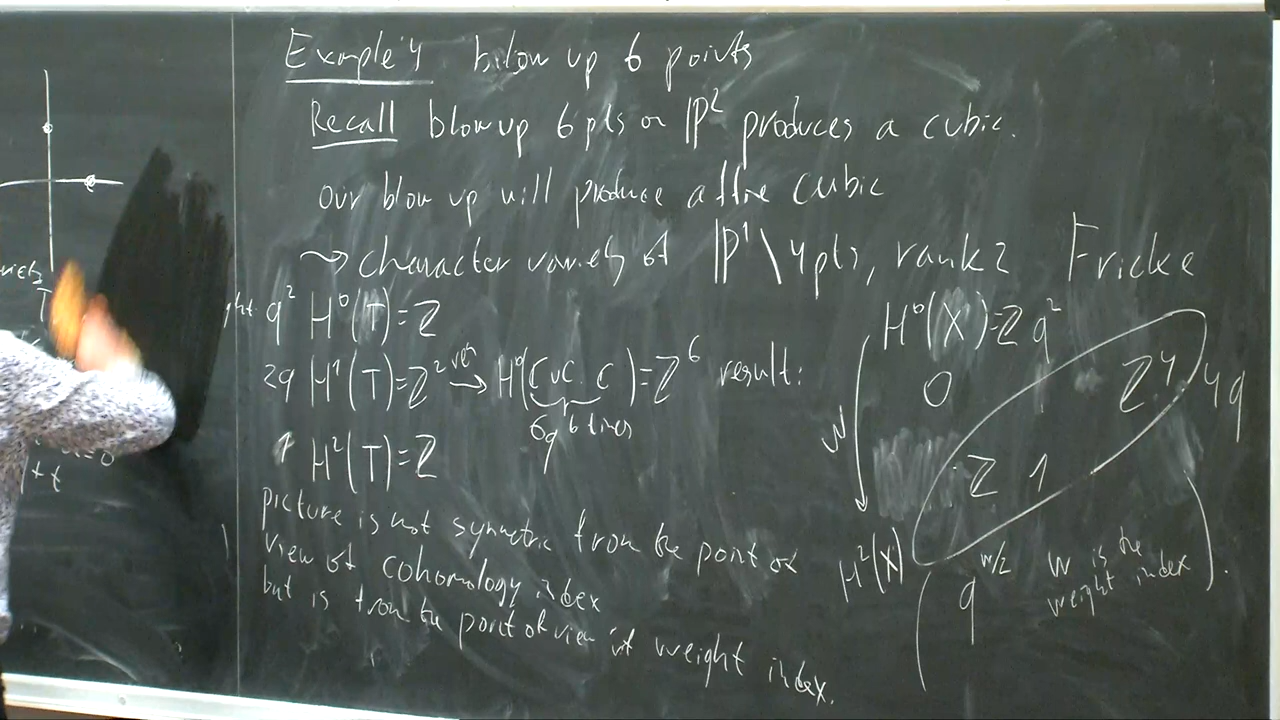 Example 4 blow up 6 points
Recall blow up 6 pts on ℙ² produces a cubic.
our blow up will produce affine cubic
⤳ character variety of ℙ¹ \ 4 pts, rank 2 Fricke
q² H⁰(T) = ℤ
2q H¹(T) = ℤ² → H⁰(ℂ ∪ ℂ .. ℂ) = ℤ⁶ result:
6q 6 lines
1 H²(T) = ℤ
H⁰(X) = ℤ q²
0 ℤ⁴ 4q
W
ℤ 1
H²(X)
(q^{w/2} w is the
weight index).
picture is not symmetric from the point of
view of cohomology index
but is from the point of view of weight index.